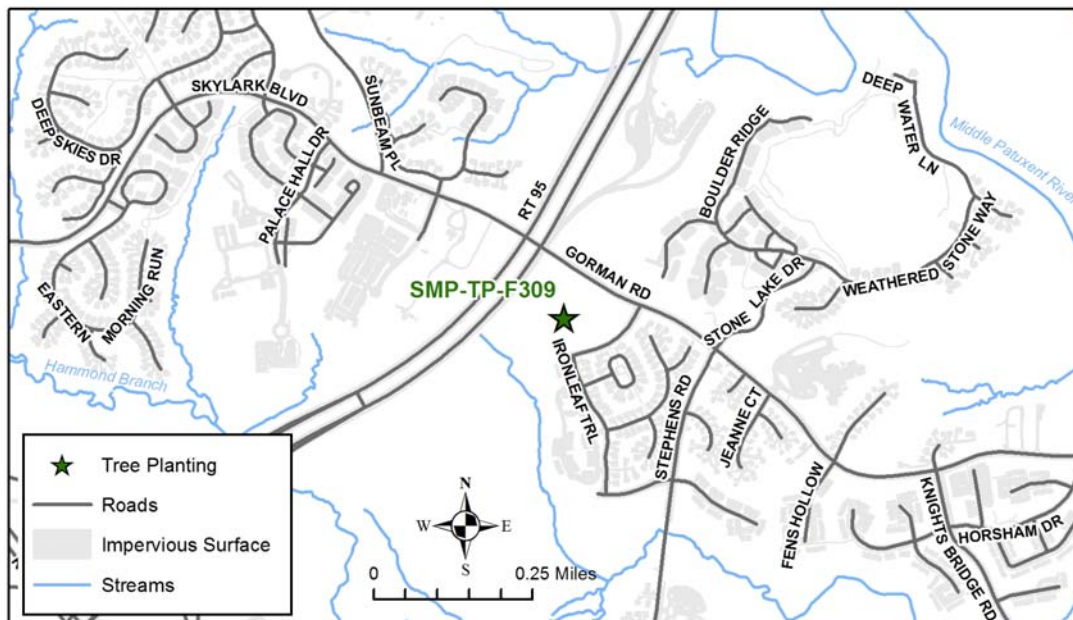 SKYLARK BLVD
DEEP SKIES DR
PALACE HALL DR
SUNBEAM PL
RT 95
BOULDER RIDGE
DEEP WATER LN
Middle Patuxent River
STONE WAY
WEATHERED
STONE LAKE DR
GORMAN RD
SMP-TP-F309
MORNING RUN
EASTERN
Hammond Branch
IRONLEAF TRL
STEPHENS RD
JEANNE CT
FENS HOLLOW
KNIGHTS BRIDGE RD
HORSHAM DR
Tree Planting
Roads
Impervious Surface
Streams
N
W
E
S
0
0.25 Miles